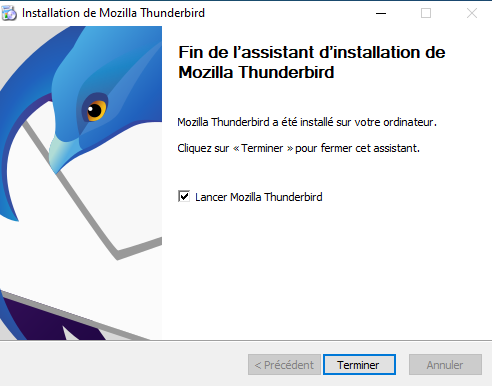 Installation de Mozilla Thunderbird
Fin de l'assistant d'installation de
Mozilla Thunderbird
Mozilla Thunderbird a été installé sur votre ordinateur.
Cliquez sur « Terminer » pour fermer cet assistant.
Lancer Mozilla Thunderbird
< Précédent
Terminer
Annuler